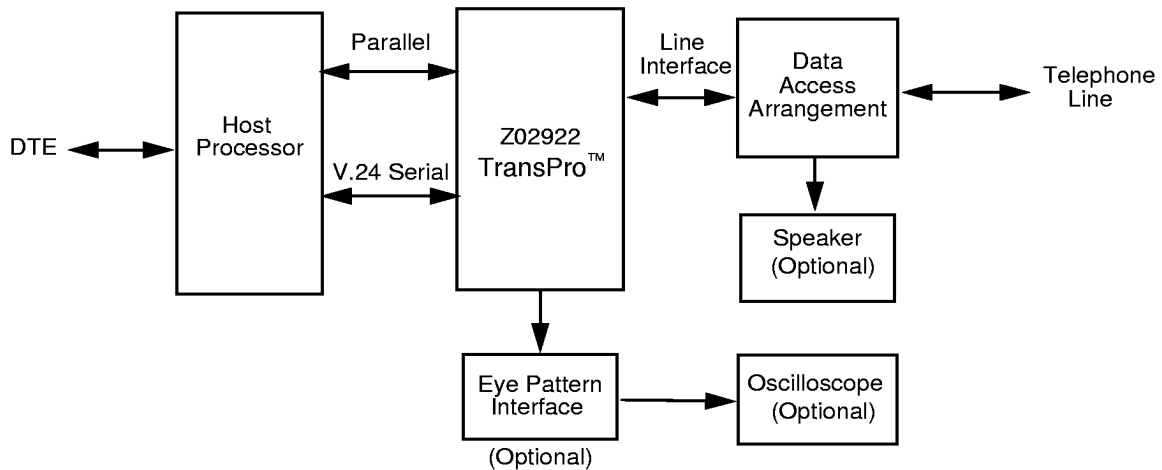 DTE
Host
Processor
Parallel
V.24 Serial
Z02922
TransPro™
Line
Interface
Data
Access
Arrangement
Telephone
Line
Speaker
(Optional)
Eye Pattern
Interface
(Optional)
Oscilloscope
(Optional)